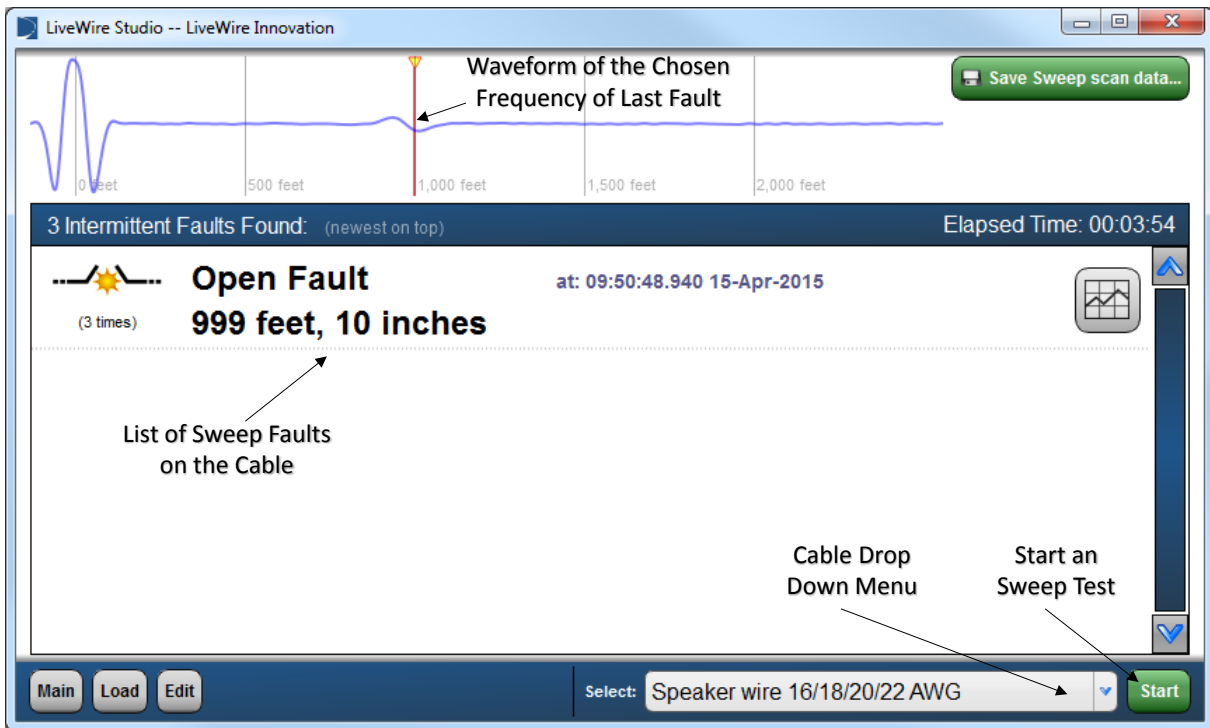 LiveWire Studio -- LiveWire Innovation
Waveform of the Chosen
Frequency of Last Fault
Save Sweep scan data...
0 feet
500 feet
1,000 feet
1,500 feet
2,000 feet
3 Intermittent Faults Found: (newest on top)
Elapsed Time: 00:03:54
Open Fault
at: 09:50:48.940 15-Apr-2015
(3 times)
999 feet, 10 inches
List of Sweep Faults
on the Cable
Cable Drop
Down Menu
Start an
Sweep Test
Main
Load
Edit
Select:
Speaker wire 16/18/20/22 AWG
Start